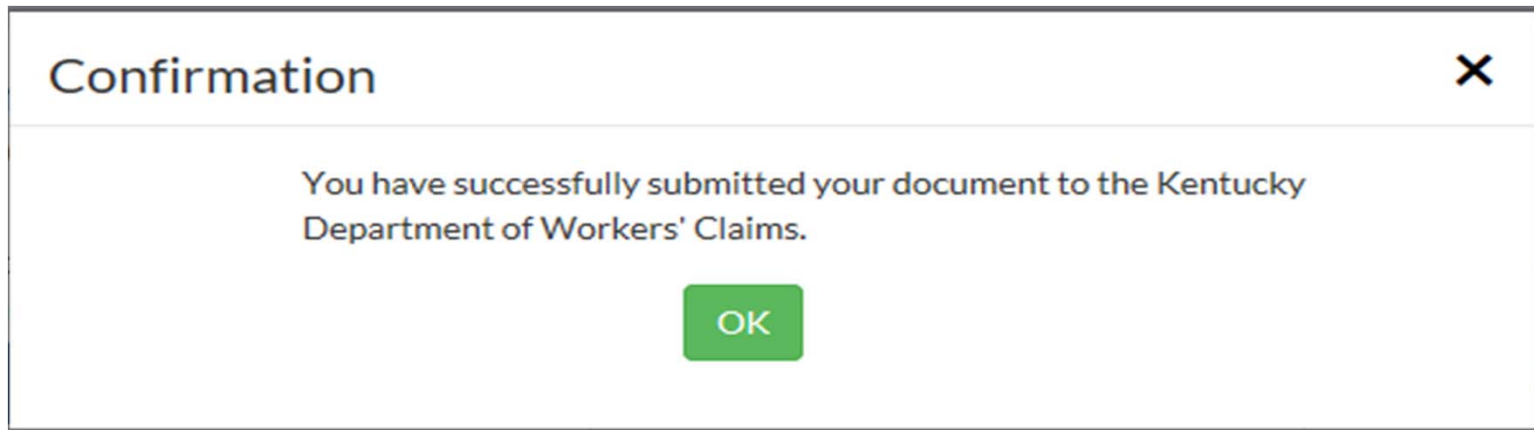 Confirmation
You have successfully submitted your document to the Kentucky
Department of Workers' Claims.
OK